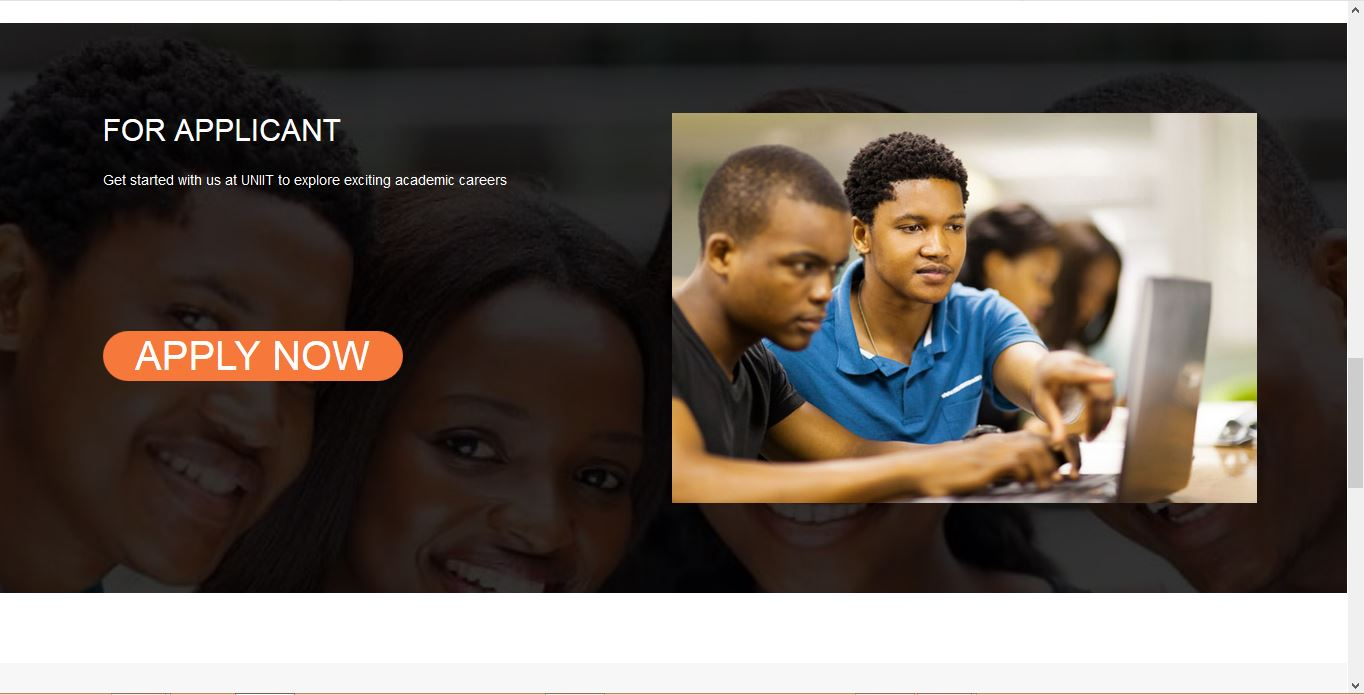 FOR APPLICANT
Get started with us at UNIIT to explore exciting academic careers
APPLY NOW